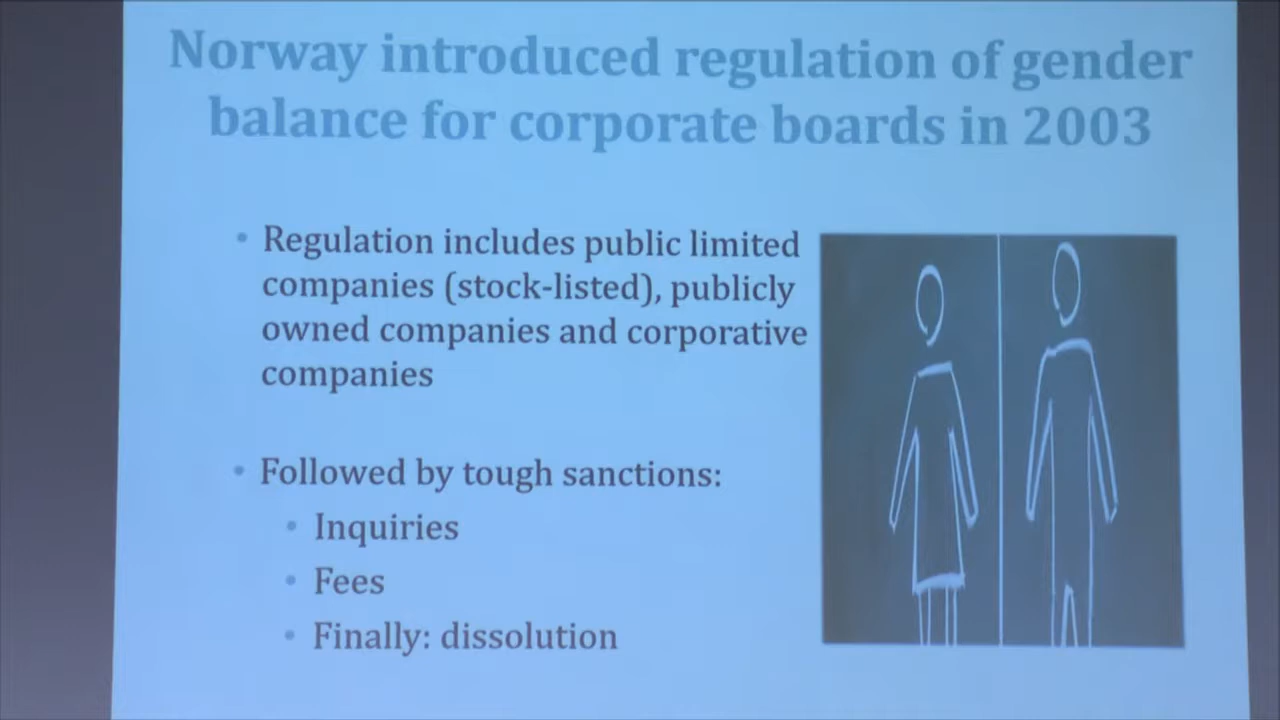 Norway introduced regulation of gender
balance for corporate boards in 2003
• Regulation includes public limited
companies (stock-listed), publicly
owned companies and corporative
companies
• Followed by tough sanctions:
• Inquiries
• Fees
• Finally: dissolution